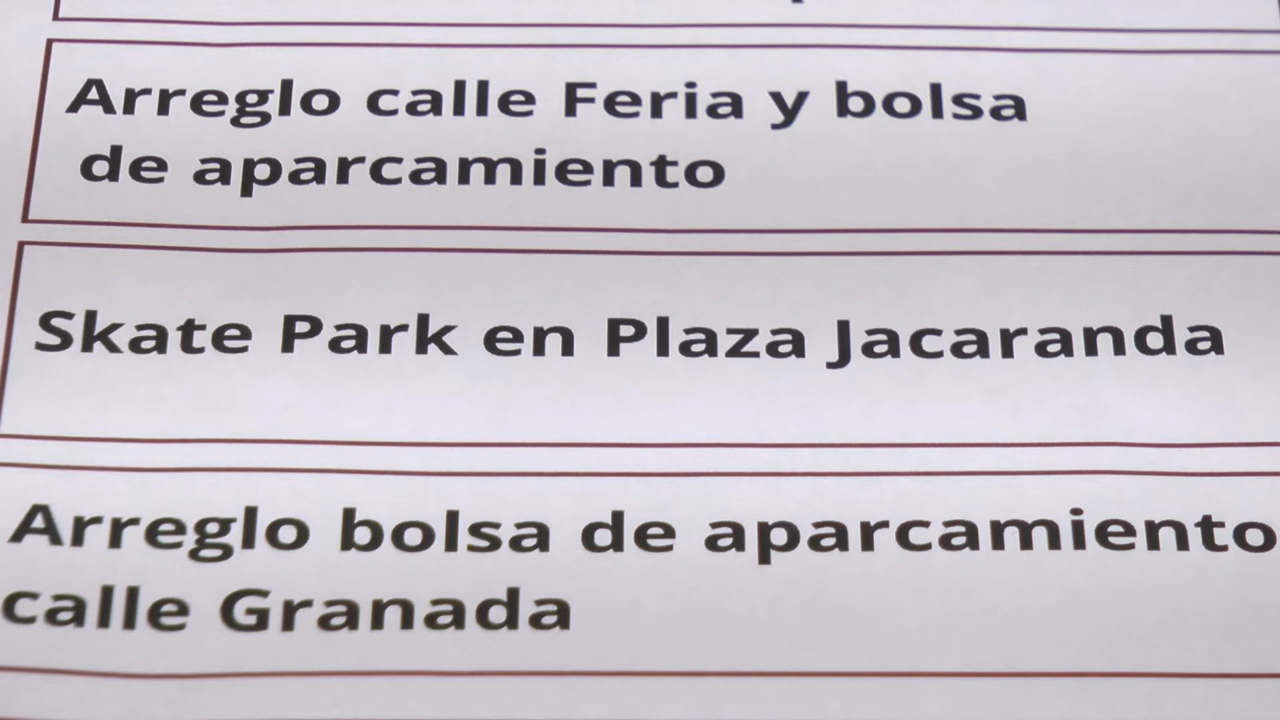 Arreglo calle Feria y bolsa
de aparcamiento
Skate Park en Plaza Jacaranda
Arreglo bolsa de aparcamiento
calle Granada